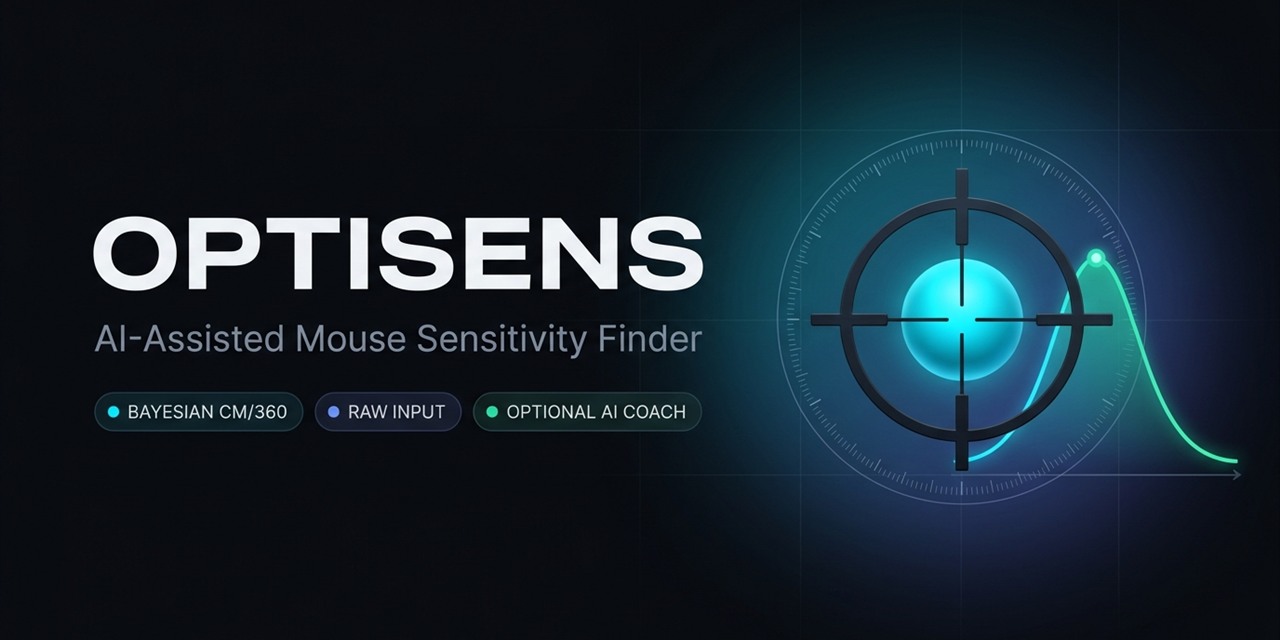 OPTISENS
AI-Assisted Mouse Sensitivity Finder
BAYESIAN CM/360 RAW INPUT OPTIONAL AI COACH